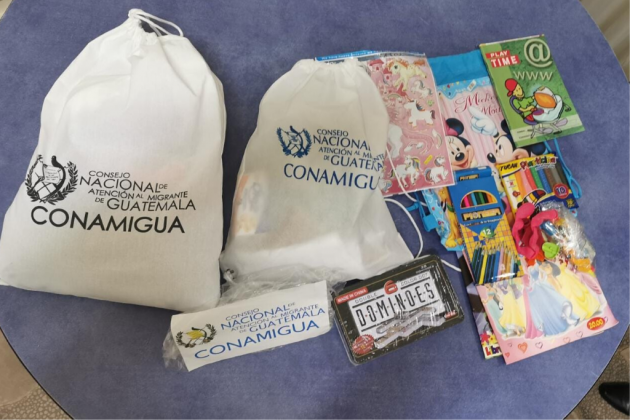 CONSEJO
NACIONAL DE
ATENCIÓN AL MIGRANTE
DE GUATEMALA
CONAMIGUA
CONSEJO
NACIONAL DE
ATENCIÓN AL MIGRANTE
DE GUATEMALA
CONAMIGUA
CONSEJO
NACIONAL DE
ATENCIÓN AL MIGRANTE
DE GUATEMALA
CONAMIGUA
DOMINOES
PLAY
TIME
@
WWW